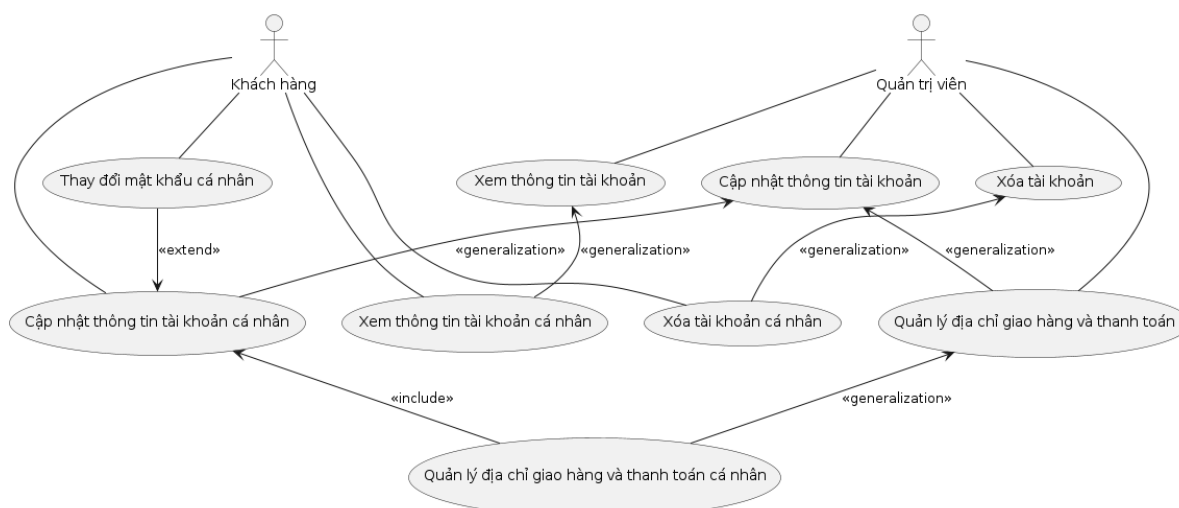 Khách hàng
Quản trị viên
Thay đổi mật khẩu cá nhân
Xem thông tin tài khoản
Cập nhật thông tin tài khoản
Xóa tài khoản
«extend»
«generalization»
«generalization»
«generalization»
«generalization»
Cập nhật thông tin tài khoản cá nhân
Xem thông tin tài khoản cá nhân
Xóa tài khoản cá nhân
Quản lý địa chỉ giao hàng và thanh toán
«include»
«generalization»
Quản lý địa chỉ giao hàng và thanh toán cá nhân